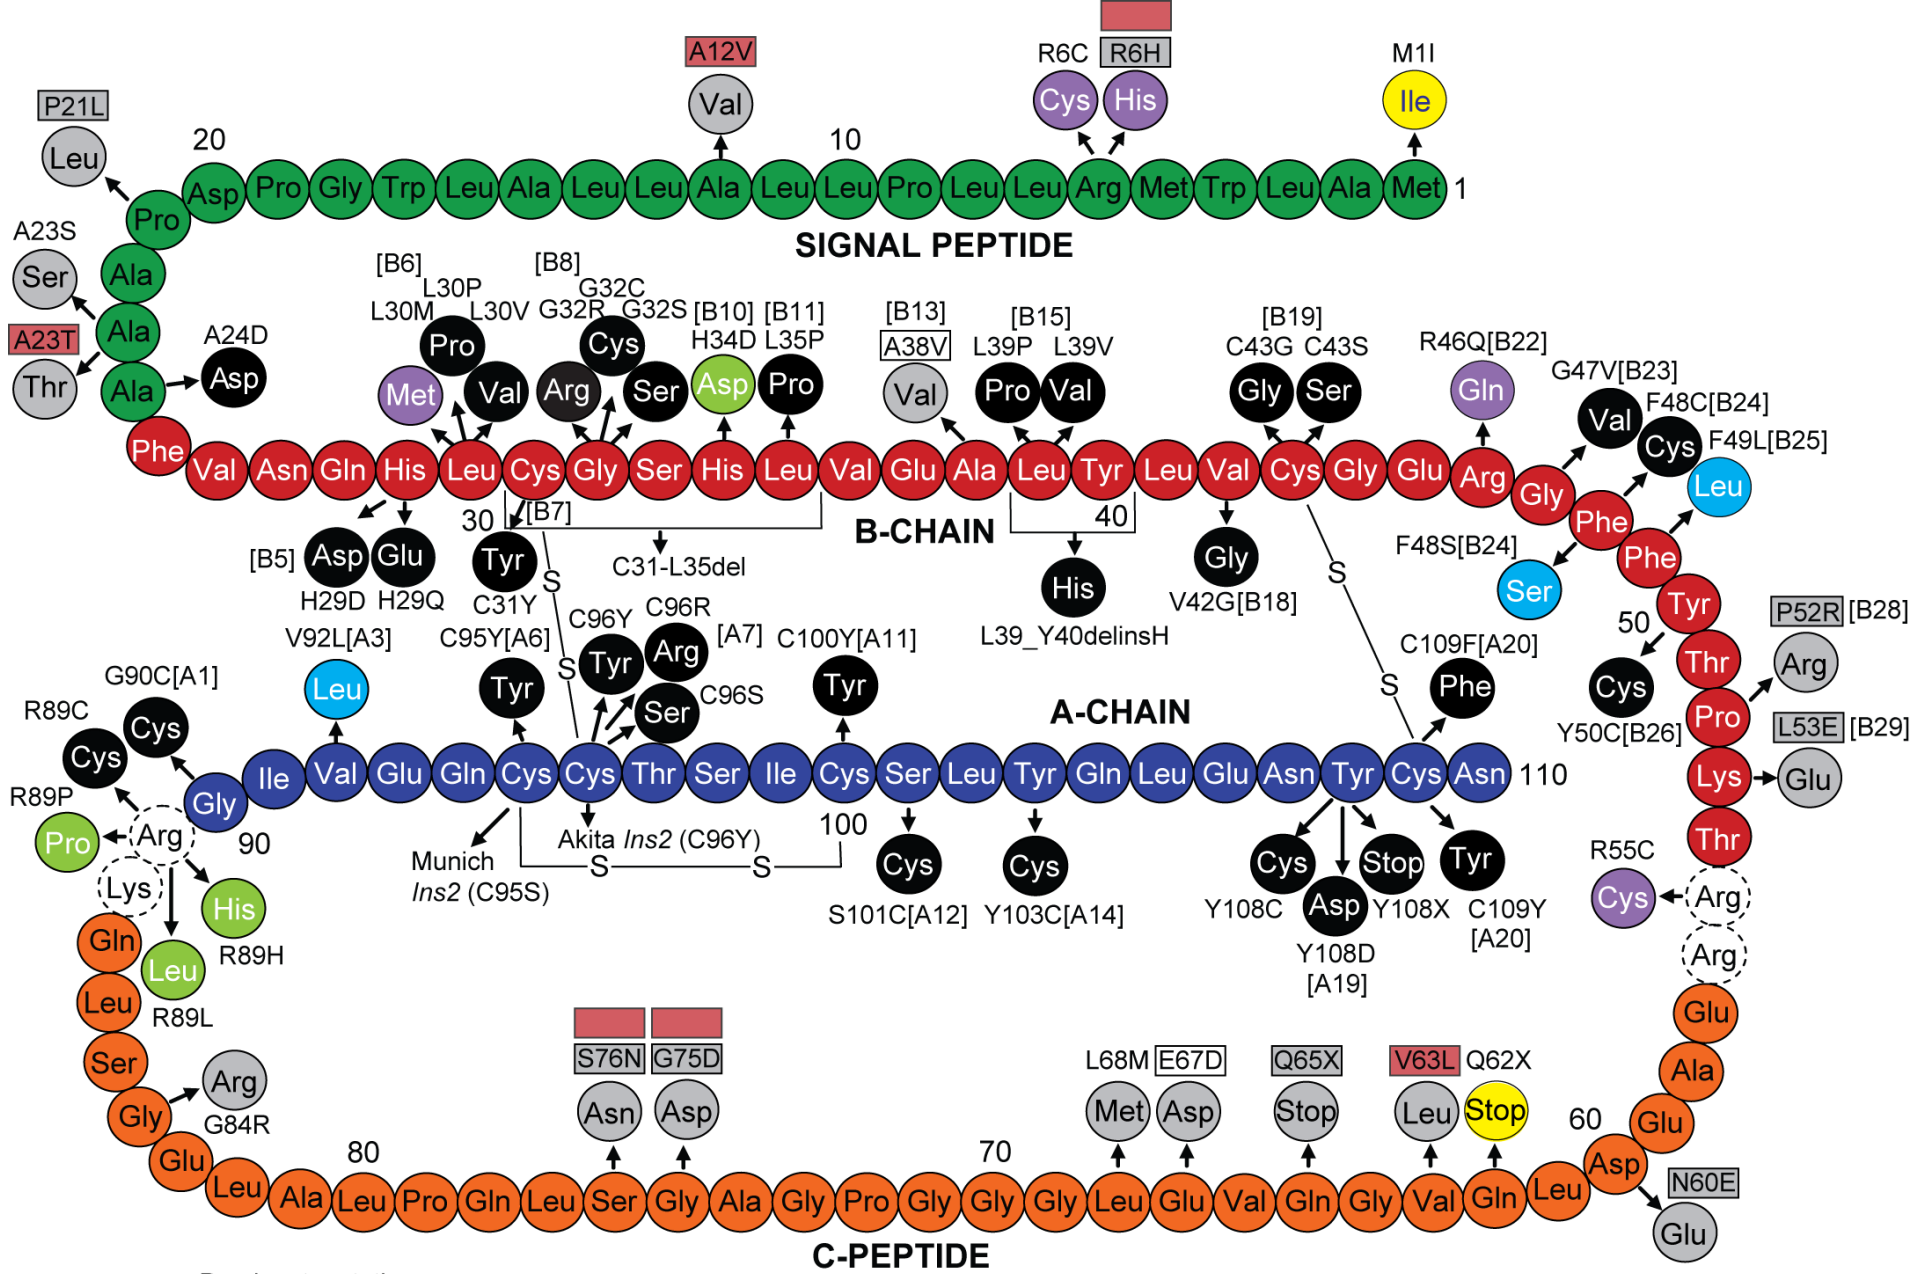 A12V
R6C R6H M1I
P21L Val Cys His Ile
Leu 20 10
Asp Pro Gly Trp Leu Ala Leu Leu Ala Leu Leu Pro Leu Leu Arg Met Trp Leu Ala Met 1
Pro
SIGNAL PEPTIDE
A23S
Ser Ala
Ala
A23T
Thr Ala
A24D
Asp
[B6] L30P
L30M L30V
Pro
Met Val
[B8] G32C
G32R G32S
Cys
Arg Ser
[B10]
H34D
Asp
[B11]
L35P
Pro
[B13]
A38V
Val
[B15]
L39P L39V
Pro Val
[B19]
C43G C43S
Gly Ser
R46Q[B22]
Gln
G47V[B23]
Val
F48C[B24]
Cys
F49L[B25]
Leu
Phe Val Asn Gln His Leu Cys Gly Ser His Leu Val Glu Ala Leu Tyr Leu Val Cys Gly Glu Arg Gly Phe Phe Tyr Thr Pro Lys Thr Arg Arg
30 [B7] B-CHAIN 40
[B5] Asp Glu
H29D H29Q
Tyr
C31Y
C31-L35del
His
L39_Y40delinsH
Gly
V42G[B18]
F48S[B24]
Ser
50
Cys
Y50C[B26]
P52R [B28]
Arg
L53E [B29]
Glu
R55C
Cys
S
S
S
S
V92L[A3]
Leu
C95Y[A6]
Tyr
C96Y
Tyr
C96R
Arg
[A7]
Ser C96S
C100Y[A11]
Tyr
A-CHAIN
C109F[A20]
Phe
G90C[A1]
Cys
R89C
Cys
R89P
Pro
Gly Ile Val Glu Gln Cys Cys Thr Ser Ile Cys Ser Leu Tyr Gln Leu Glu Asn Tyr Cys Asn 110
Arg 90
Lys
His
R89H
Leu
R89L
Munich
Ins2 (C95S)
Akita Ins2 (C96Y)
S S
100
Cys
S101C[A12]
Cys
Y103C[A14]
Cys
Y108C
Asp
Y108D
[A19]
Stop
Y108X
Tyr
C109Y
[A20]
Gln
Leu
Ser
Gly
Arg
G84R
S76N G75D
Asn Asp
L68M E67D
Met Asp
Q65X
Stop
V63L
Leu
Q62X
Stop
Glu
Ala
Glu
60
Asp
N60E
Glu
80 70
Glu Leu Ala Leu Pro Gln Leu Ser Gly Ala Gly Pro Gly Gly Gly Leu Glu Val Gln Gly Val Gln Leu
C-PEPTIDE